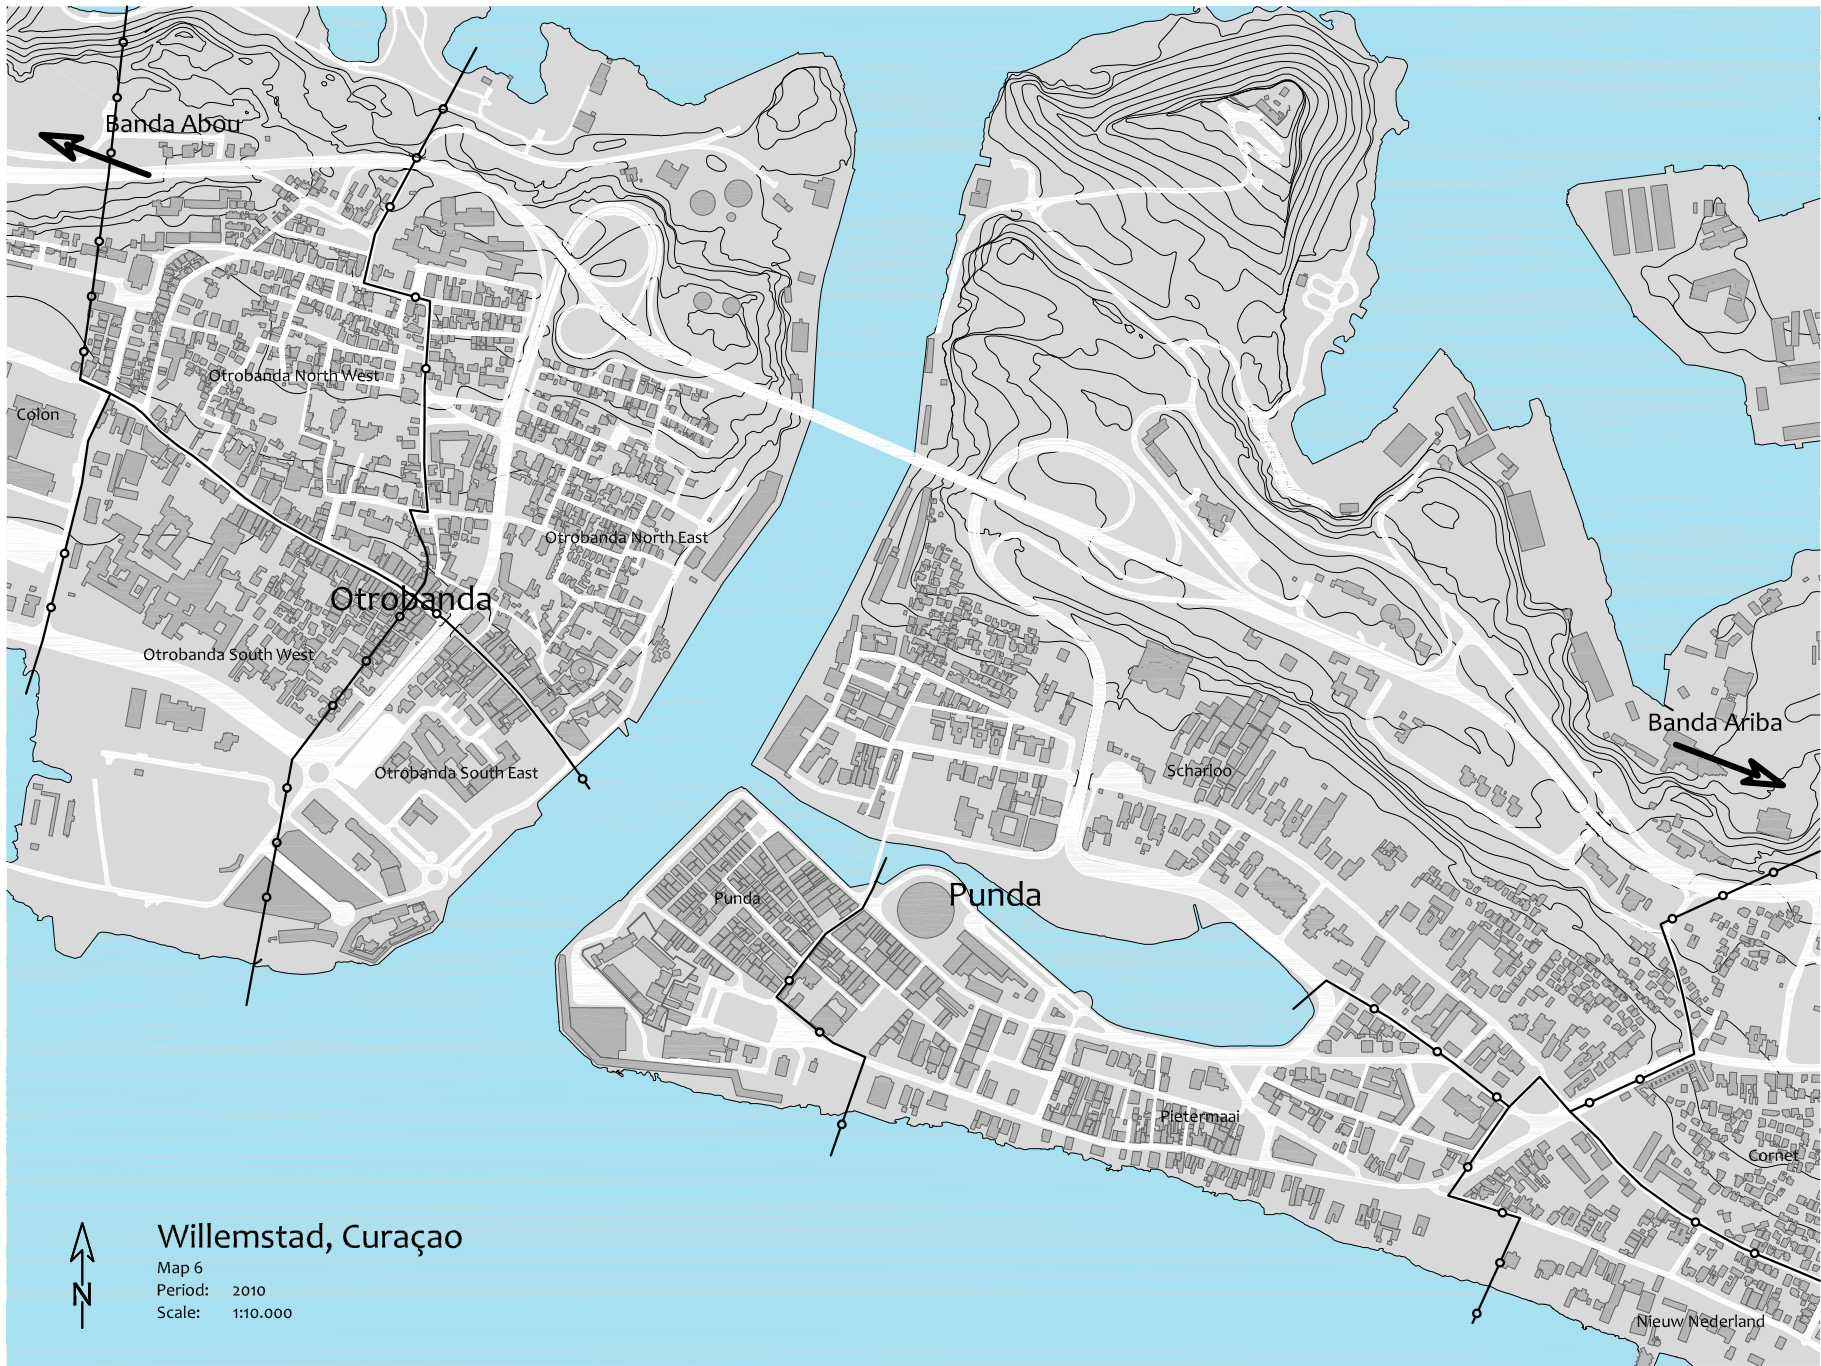 Banda Abou
Otrobanda North West
Colon
Otrobanda North East
Otrobanda
Otrobanda South West
Otrobanda South East
Banda Ariba
Scharloo
Punda
Punda
Pietermaai
Cornet
Nieuw Nederland
N
Willemstad, Curaçao
Map 6
Period: 2010
Scale: 1:10.000